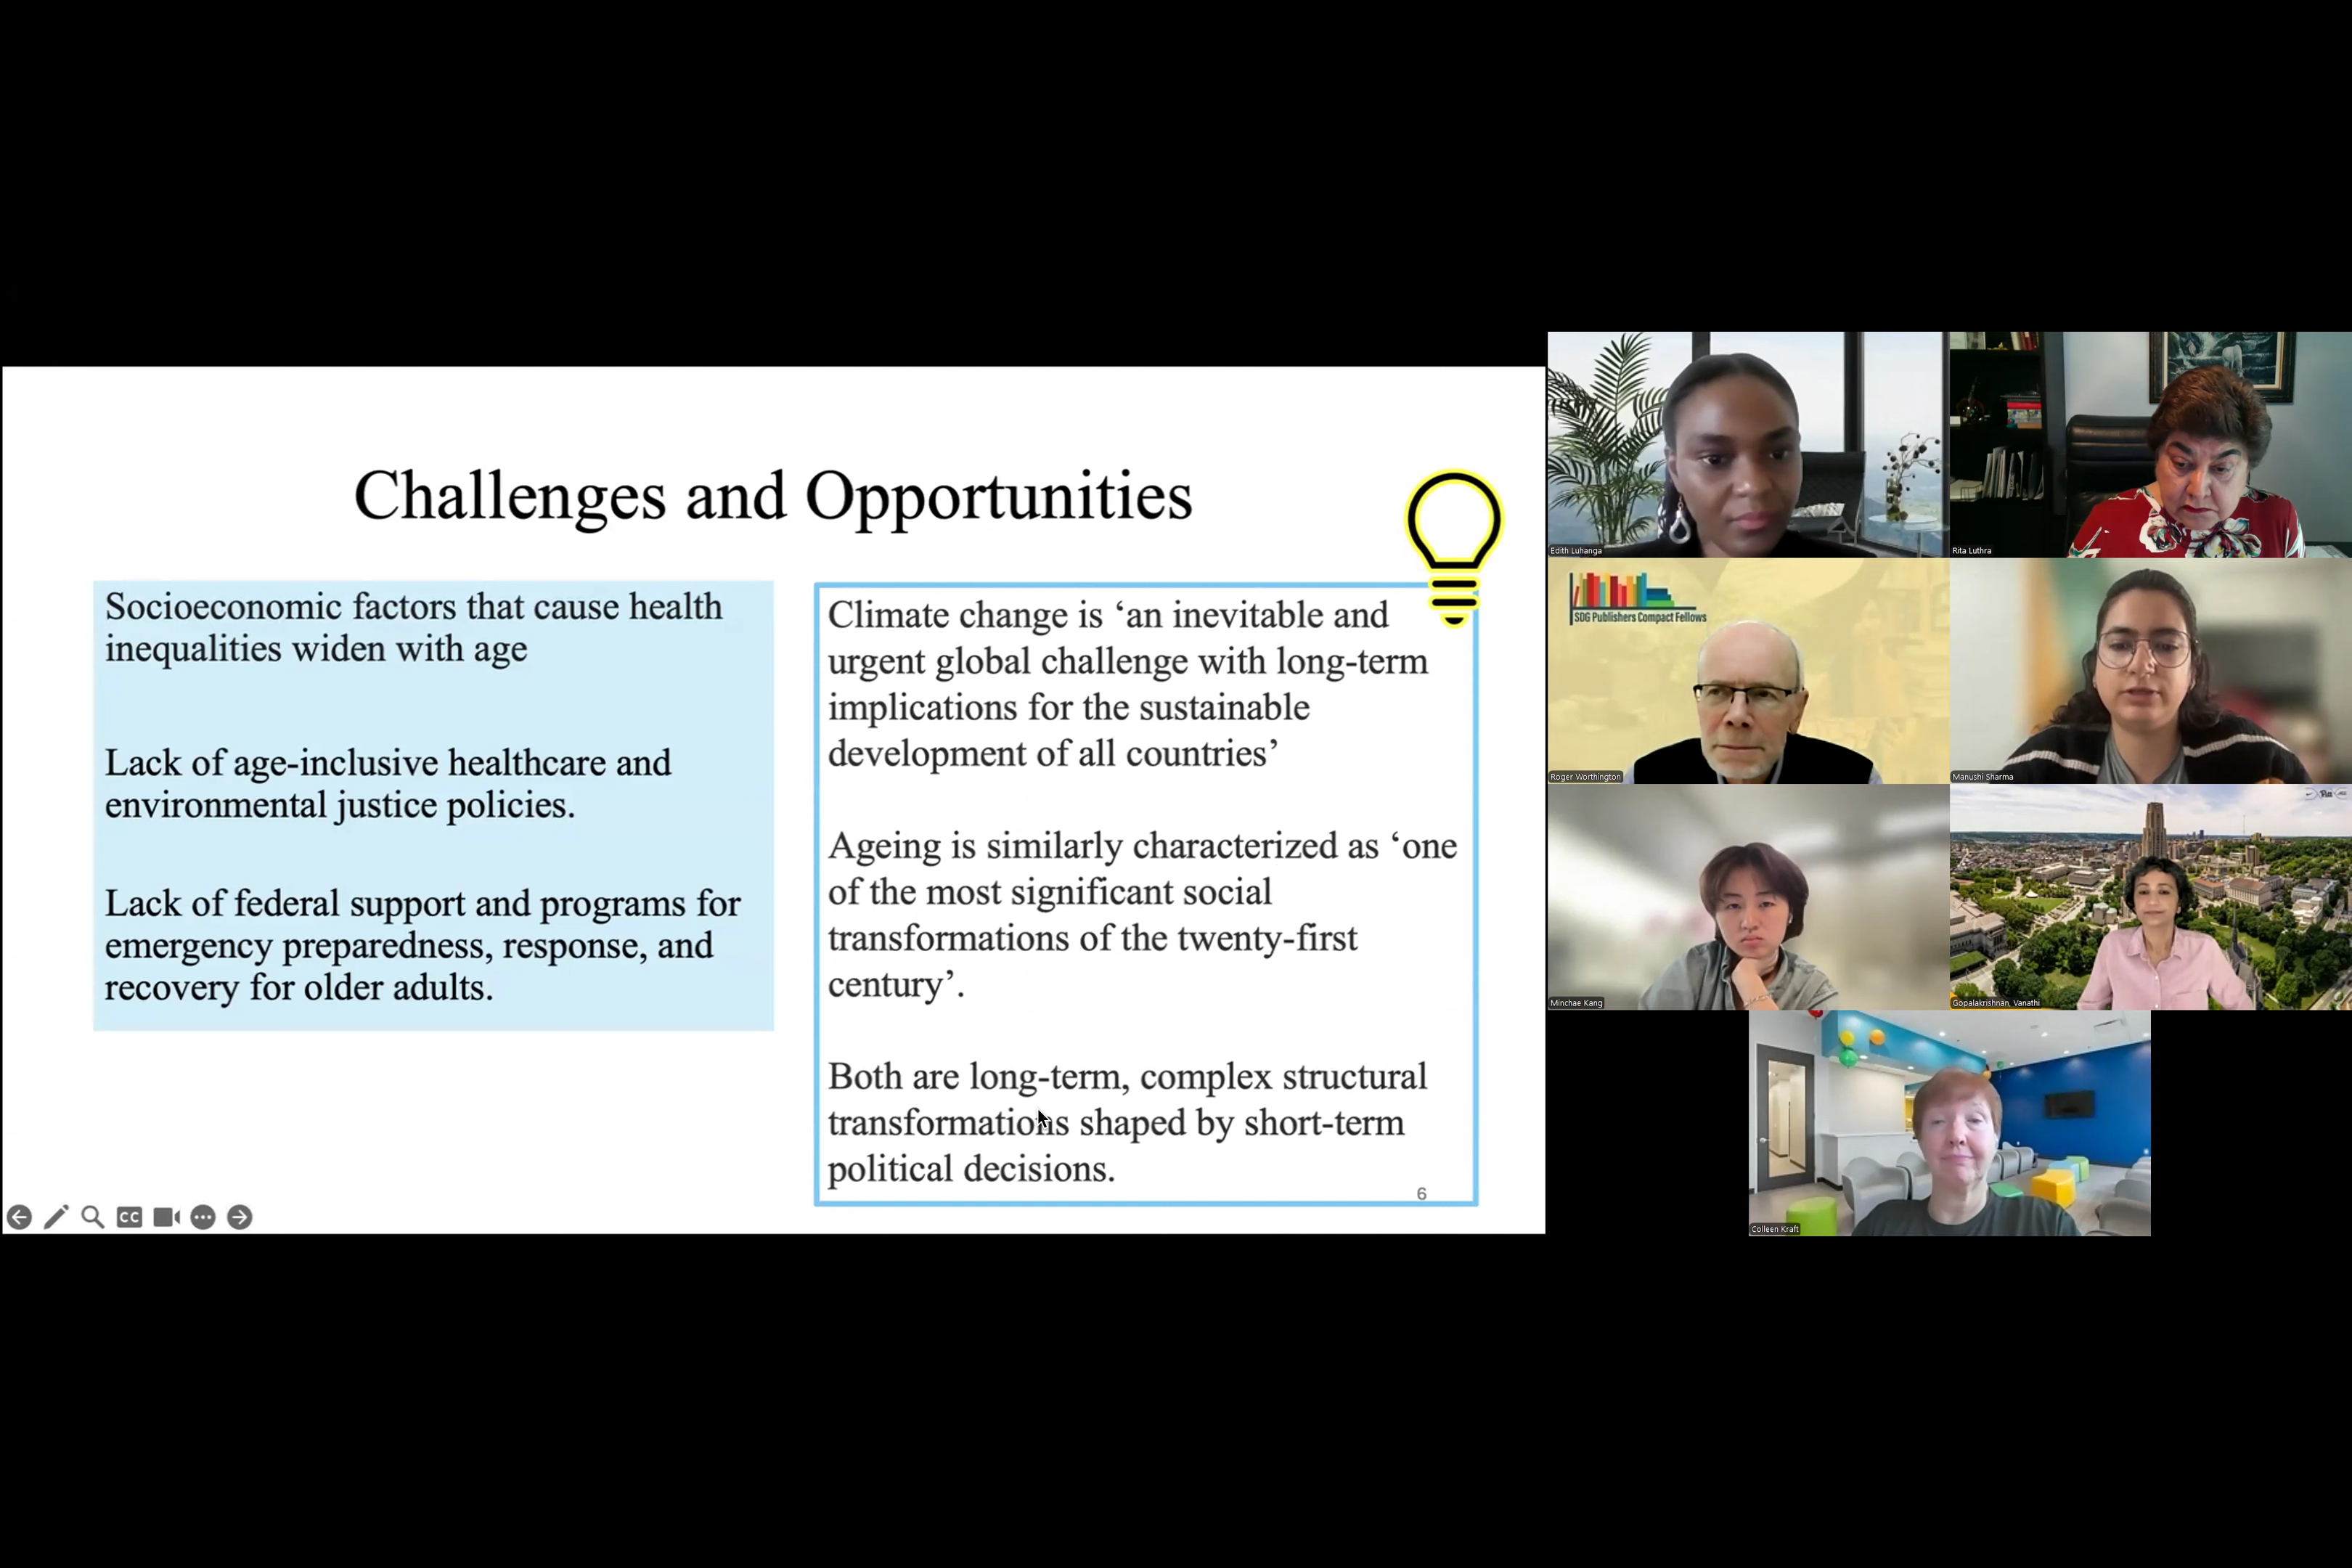 Challenges and Opportunities
Socioeconomic factors that cause health
inequalities widen with age
Lack of age-inclusive healthcare and
environmental justice policies.
Lack of federal support and programs for
emergency preparedness, response, and
recovery for older adults.
Climate change is ‘an inevitable and
urgent global challenge with long-term
implications for the sustainable
development of all countries’
Ageing is similarly characterized as ‘one
of the most significant social
transformations of the twenty-first
century’.
Both are long-term, complex structural
transformations shaped by short-term
political decisions.
6
CC
Edith Luhanga
Rita Luthra
SDG Publishers Compact Fellows
Roger Worthington
Manushi Sharma
Minchae Kang
Gopalakrishnan, Vanathi
Colleen Kraft